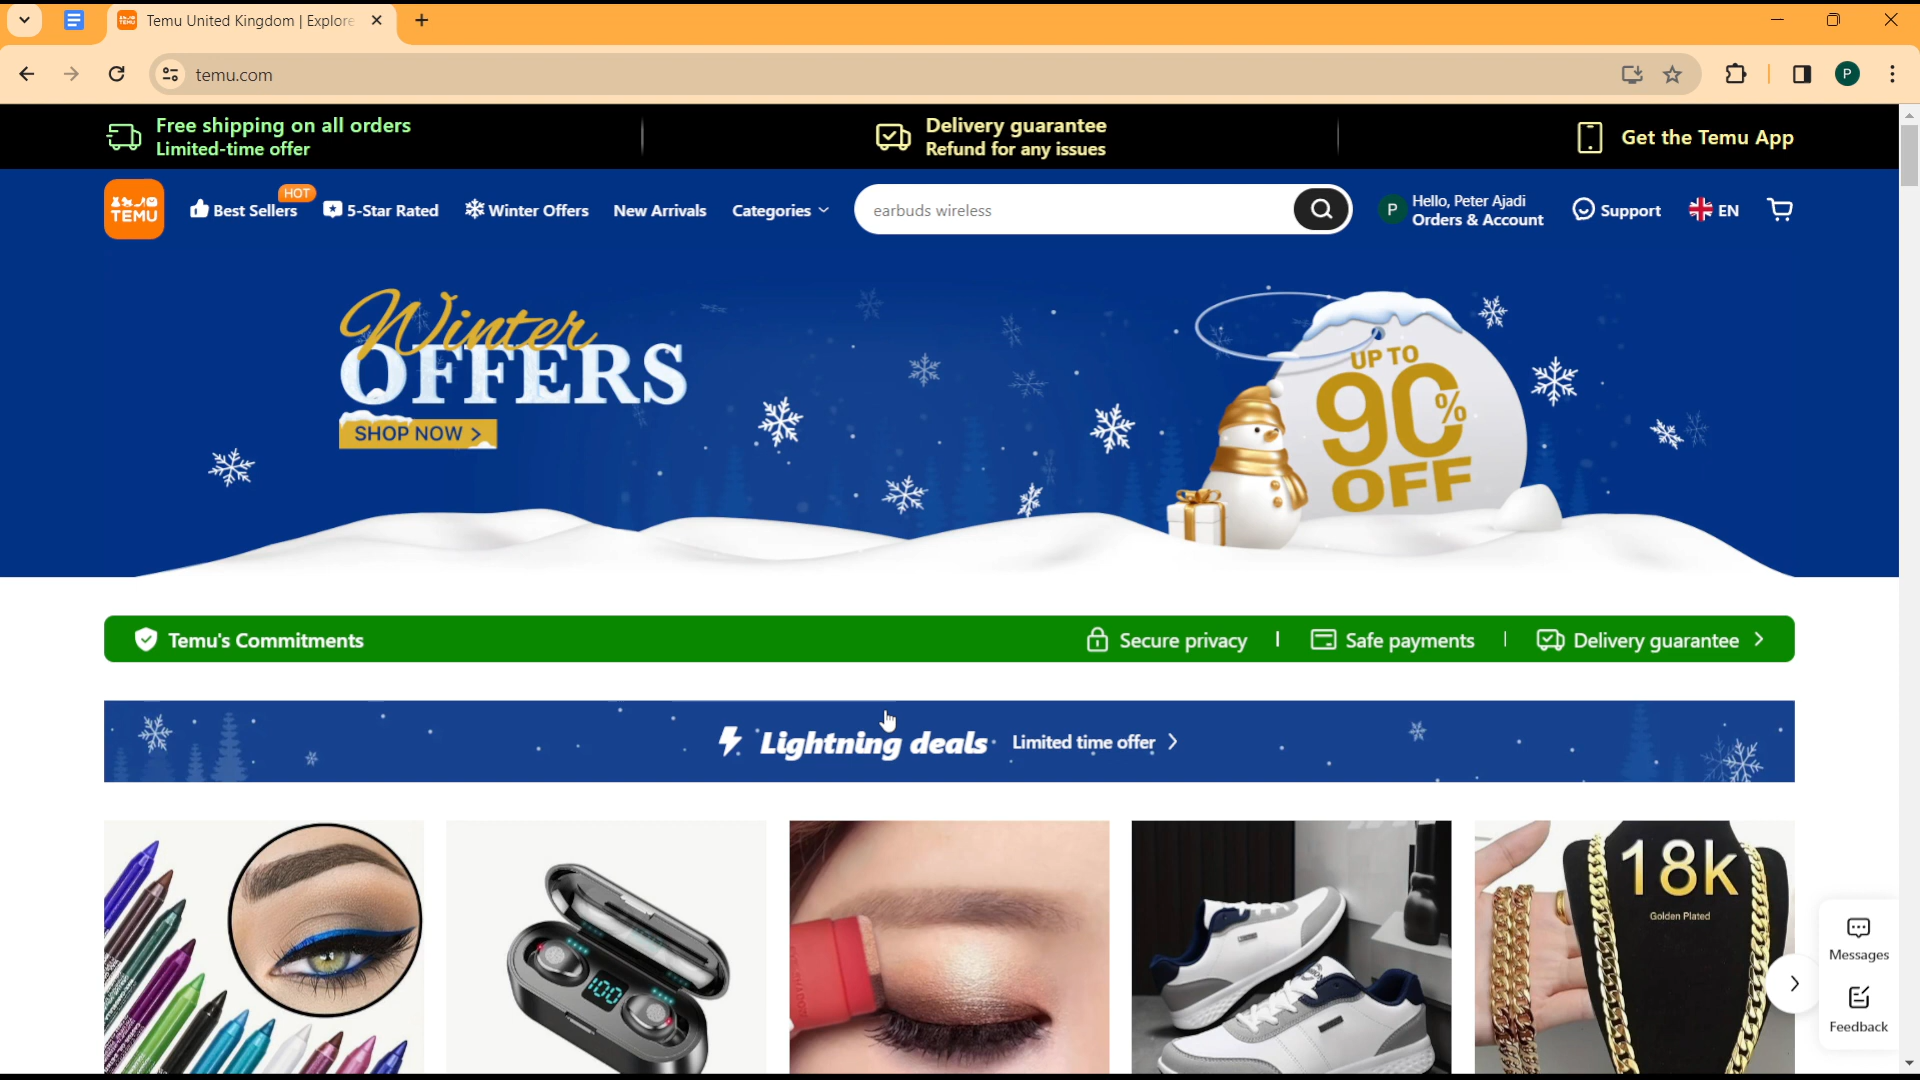 Temu United Kingdom | Explore
temu.com
P
Free shipping on all orders
Limited-time offer
Delivery guarantee
Refund for any issues
Get the Temu App
TEMU
Best Sellers
HOT
5-Star Rated
Winter Offers
New Arrivals
Categories
earbuds wireless
P
Hello, Peter Ajadi
Orders & Account
Support
EN
Winter
OFFERS
SHOP NOW >
UP TO
90%
OFF
Temu's Commitments
Secure privacy
Safe payments
Delivery guarantee >
Lightning deals
Limited time offer >
100
18k
Golden Plated
Messages
Feedback